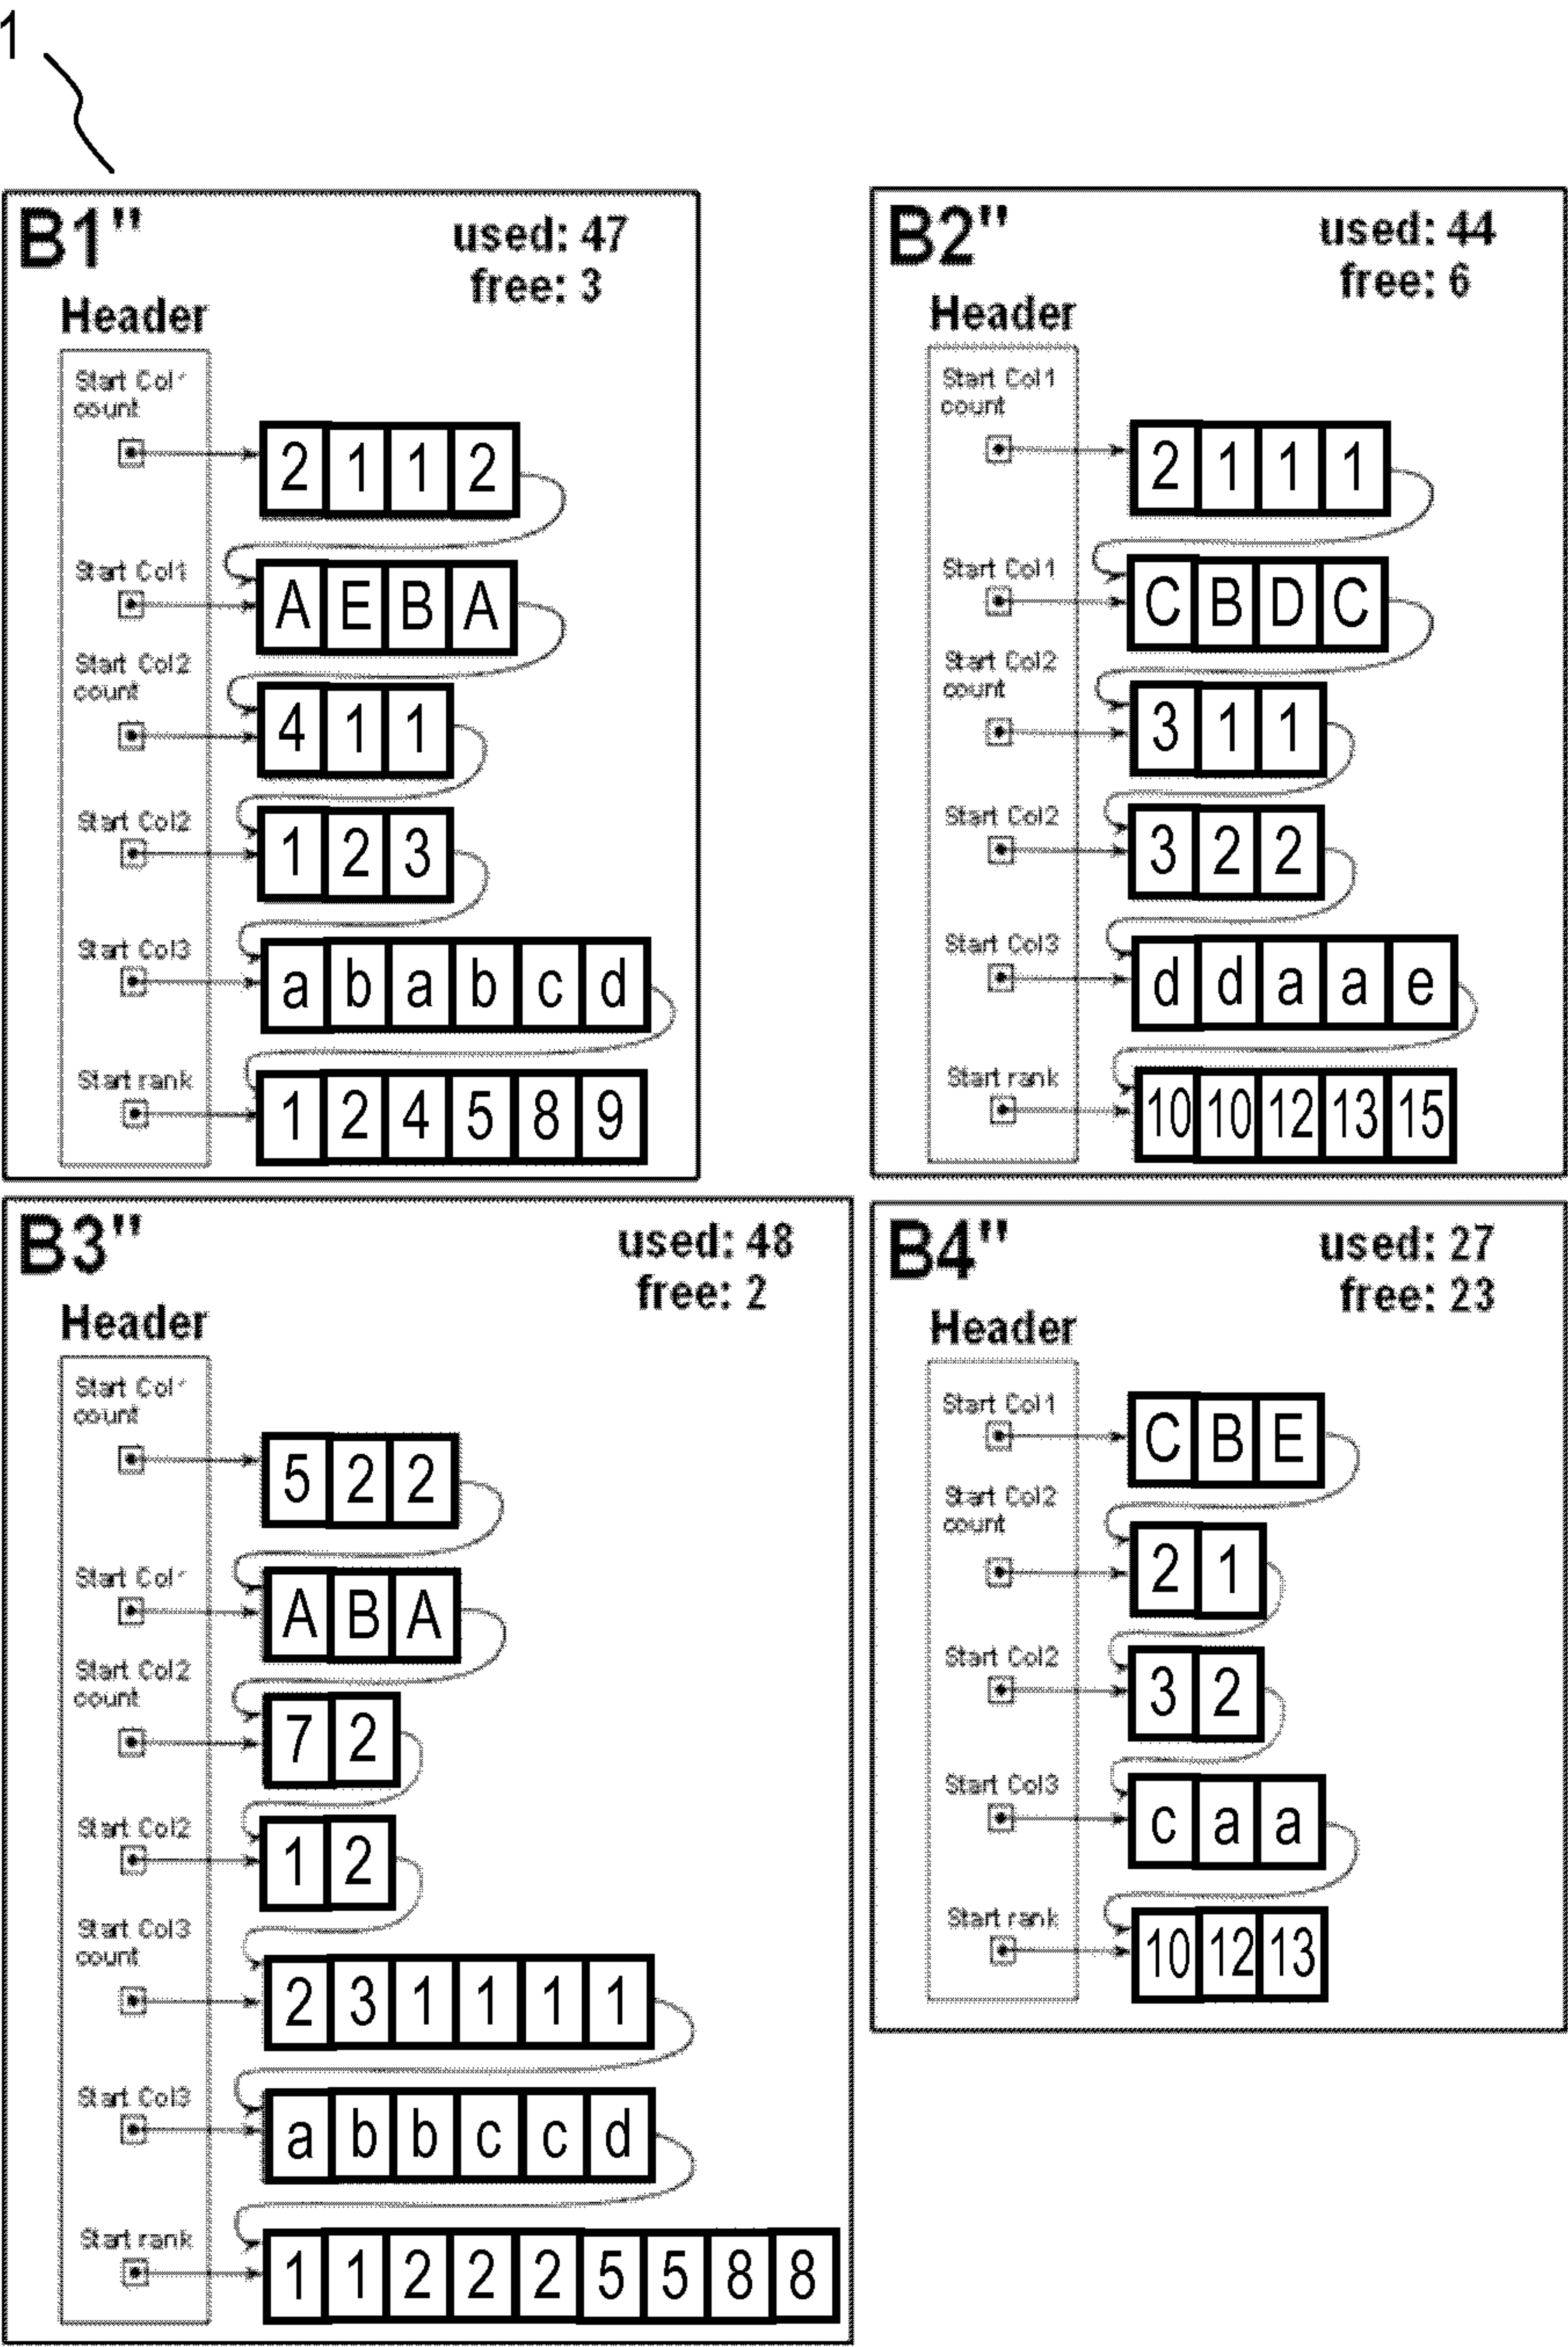 1
B1"
used: 47
free: 3
Header
Start Col1
count
2 1 1 2
Start Col1
A E B A
Start Col2
count
4 1 1
Start Col2
1 2 3
Start Col3
a b a b c d
Start rank
1 2 4 5 8 9
B2"
used: 44
free: 6
Header
Start Col1
count
2 1 1 1
Start Col1
C B D C
Start Col2
count
3 1 1
Start Col2
3 2 2
Start Col3
d d a a e
Start rank
10 10 12 13 15
B3"
used: 48
free: 2
Header
Start Col1
count
5 2 2
Start Col1
A B A
Start Col2
count
7 2
Start Col2
1 2
Start Col3
count
2 3 1 1 1 1
Start Col3
a b b c c d
Start rank
1 1 2 2 2 5 5 8 8
B4"
used: 27
free: 23
Header
Start Col1
C B E
Start Col2
count
2 1
Start Col2
3 2
Start Col3
c a a
Start rank
10 12 13